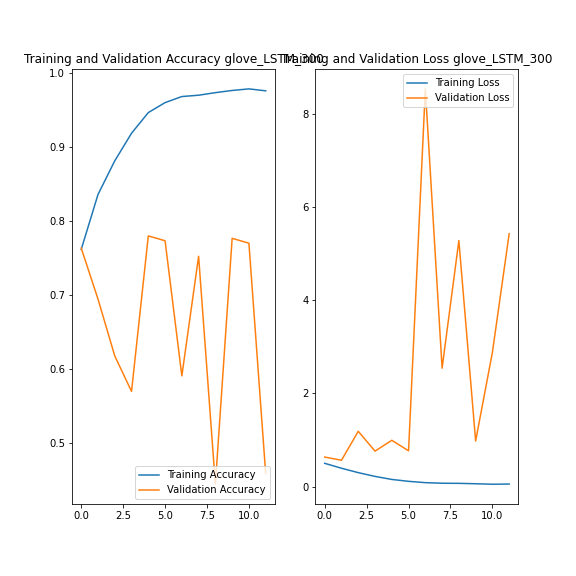 Training and Validation Accuracy glove_LSTM_300
Training and Validation Loss glove_LSTM_300
1.0
0.9
0.8
0.7
0.6
0.5
0.0 2.5 5.0 7.5 10.0
Training Accuracy
Validation Accuracy
8
6
4
2
0
0.0 2.5 5.0 7.5 10.0
Training Loss
Validation Loss